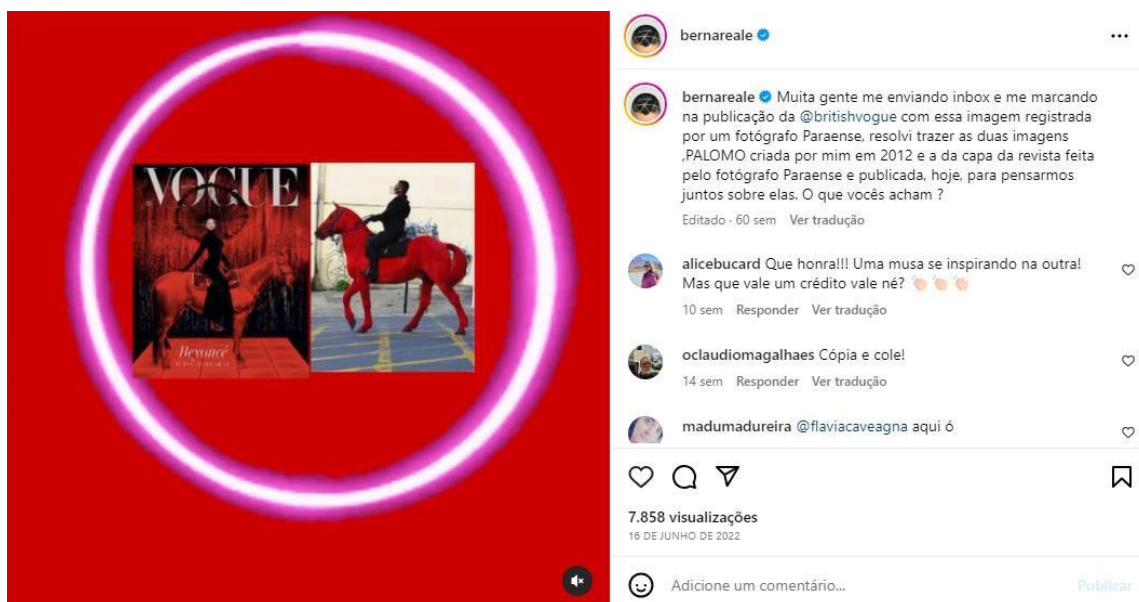 VOGUE
Beyoncé
bernareale
bernareale Muita gente me enviando inbox e me marcando
na publicação da @britishvogue com essa imagem registrada
por um fotógrafo Paraense, resolvi trazer as duas imagens
,PALOMO criada por mim em 2012 e a da capa da revista feita
pelo fotógrafo Paraense e publicada, hoje, para pensarmos
juntos sobre elas. O que vocês acham ?
Editado · 60 sem Ver tradução
alicebucard Que honra!!! Uma musa se inspirando na outra!
Mas que vale um crédito vale né? 👏🏻 👏🏻 👏🏻
10 sem Responder Ver tradução
oclaudiomagalhaes Cópia e cole!
14 sem Responder Ver tradução
madumadureira @flaviacaveagna aqui ó
7.858 visualizações
16 DE JUNHO DE 2022
Adicione um comentário...
Publicar